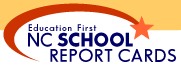 Education First
NC SCHOOL
REPORT CARDS